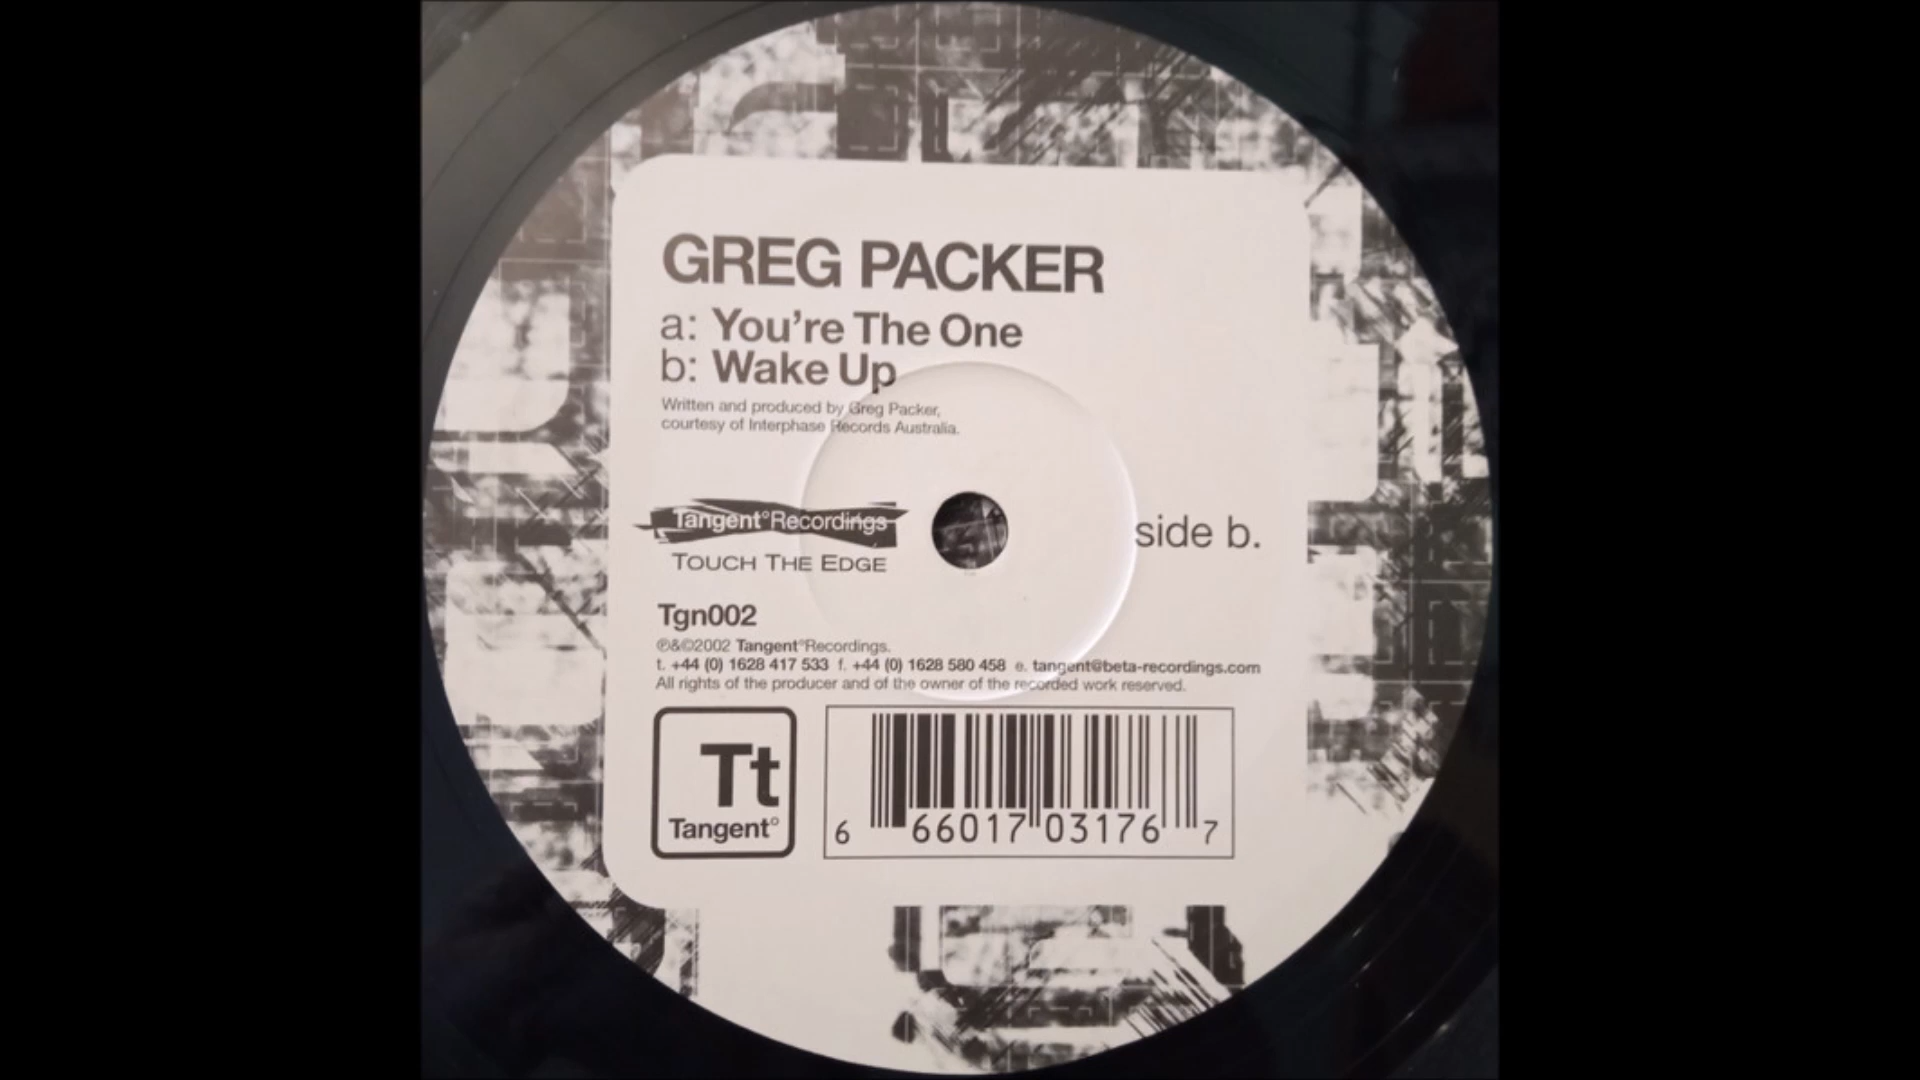 GREG PACKER
a: You're The One
b: Wake Up
Written and produced by Greg Packer,
courtesy of Interphase Records Australia.
Tangent°Recordings
side b.
TOUCH THE EDGE
Tgn002
℗&©2002 Tangent°Recordings.
t. +44 (0) 1628 417 533 f. +44 (0) 1628 580 458 e. tangent@beta-recordings.com
All rights of the producer and of the owner of the recorded work reserved.
Tt
Tangent°
6 66017 03176 7